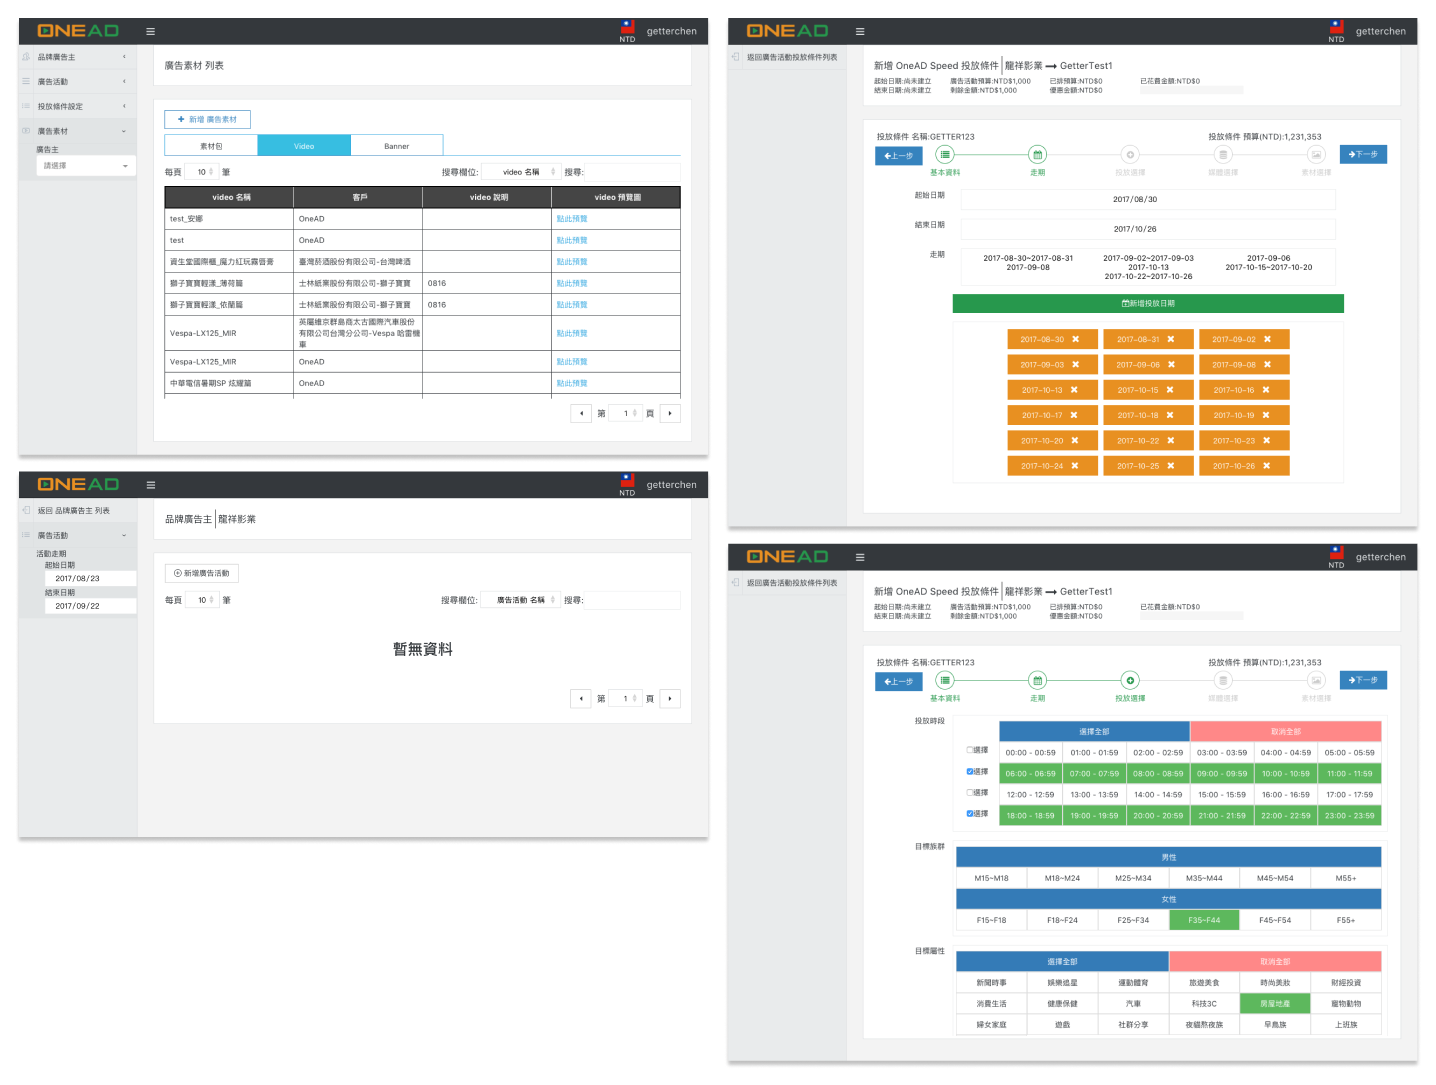 ONEAD
NTD
getterchen
品牌廣告主
廣告活動
投放條件設定
廣告素材
廣告主
請選擇
廣告素材 列表
新增 廣告素材
素材包 Video Banner
每頁 10 筆 搜尋欄位: video 名稱 搜尋:
video 名稱 客戶 video 說明 video 預覽圖
test_安娜 OneAD 點此預覽
test OneAD 點此預覽
資生堂國際櫃_魔力紅玩露唇膏 臺灣菸酒股份有限公司-台灣啤酒 點此預覽
獅子寶寶輕漾_薄荷篇 士林紙業股份有限公司-獅子寶寶 0816 點此預覽
獅子寶寶輕漾_依蘭篇 士林紙業股份有限公司-獅子寶寶 0816 點此預覽
Vespa-LX125_MIR 英屬維京群島商太古國際汽車股份有限公司台灣分公司-Vespa 哈雷機車 點此預覽
Vespa-LX125_MIR OneAD 點此預覽
中華電信暑期SP 炫耀篇 OneAD 點此預覽
第 1 頁
ONEAD
NTD
getterchen
返回 品牌廣告主 列表
廣告活動
活動走期
起始日期
2017/08/23
結束日期
2017/09/22
品牌廣告主 龍祥影業
新增廣告活動
每頁 10 筆 搜尋欄位: 廣告活動 名稱 搜尋:
暫無資料
第 1 頁
ONEAD
NTD
getterchen
返回廣告活動投放條件列表
新增 OneAD Speed 投放條件 龍祥影業 → GetterTest1
起始日期:尚未建立 廣告活動預算:NTD$1,000 已排預算:NTD$0 已花費金額:NTD$0
結束日期:尚未建立 剩餘金額:NTD$1,000 優惠金額:NTD$0
投放條件 名稱:GETTER123 投放條件 預算(NTD):1,231,353
上一步 下一步
基本資料 走期 投放選擇 媒體選擇 素材選擇
起始日期 2017/08/30
結束日期 2017/10/26
走期 2017-08-30~2017-08-31 2017-09-02~2017-09-03 2017-09-06
2017-09-08 2017-10-13 2017-10-15~2017-10-20
2017-10-22~2017-10-26
新增投放日期
2017-08-30 2017-08-31 2017-09-02
2017-09-03 2017-09-06 2017-09-08
2017-10-13 2017-10-15 2017-10-16
2017-10-17 2017-10-18 2017-10-19
2017-10-20 2017-10-22 2017-10-23
2017-10-24 2017-10-25 2017-10-26
ONEAD
NTD
getterchen
返回廣告活動投放條件列表
新增 OneAD Speed 投放條件 龍祥影業 → GetterTest1
起始日期:尚未建立 廣告活動預算:NTD$1,000 已排預算:NTD$0 已花費金額:NTD$0
結束日期:尚未建立 剩餘金額:NTD$1,000 優惠金額:NTD$0
投放條件 名稱:GETTER123 投放條件 預算(NTD):1,231,353
上一步 下一步
基本資料 走期 投放選擇 媒體選擇 素材選擇
投放時段
選擇全部 取消全部
選擇 00:00 - 00:59 01:00 - 01:59 02:00 - 02:59 03:00 - 03:59 04:00 - 04:59 05:00 - 05:59
選擇 06:00 - 06:59 07:00 - 07:59 08:00 - 08:59 09:00 - 09:59 10:00 - 10:59 11:00 - 11:59
選擇 12:00 - 12:59 13:00 - 13:59 14:00 - 14:59 15:00 - 15:59 16:00 - 16:59 17:00 - 17:59
選擇 18:00 - 18:59 19:00 - 19:59 20:00 - 20:59 21:00 - 21:59 22:00 - 22:59 23:00 - 23:59
目標族群
男性
M15~M18 M18~M24 M25~M34 M35~M44 M45~M54 M55+
女性
F15~F18 F18~F24 F25~F34 F35~F44 F45~F54 F55+
目標屬性
選擇全部 取消全部
新聞時事 娛樂追星 運動體育 旅遊美食 時尚美妝 財經投資
消費生活 健康保健 汽車 科技3C 房屋地產 寵物動物
婦女家庭 遊戲 社群分享 夜貓熬夜族 早鳥族 上班族